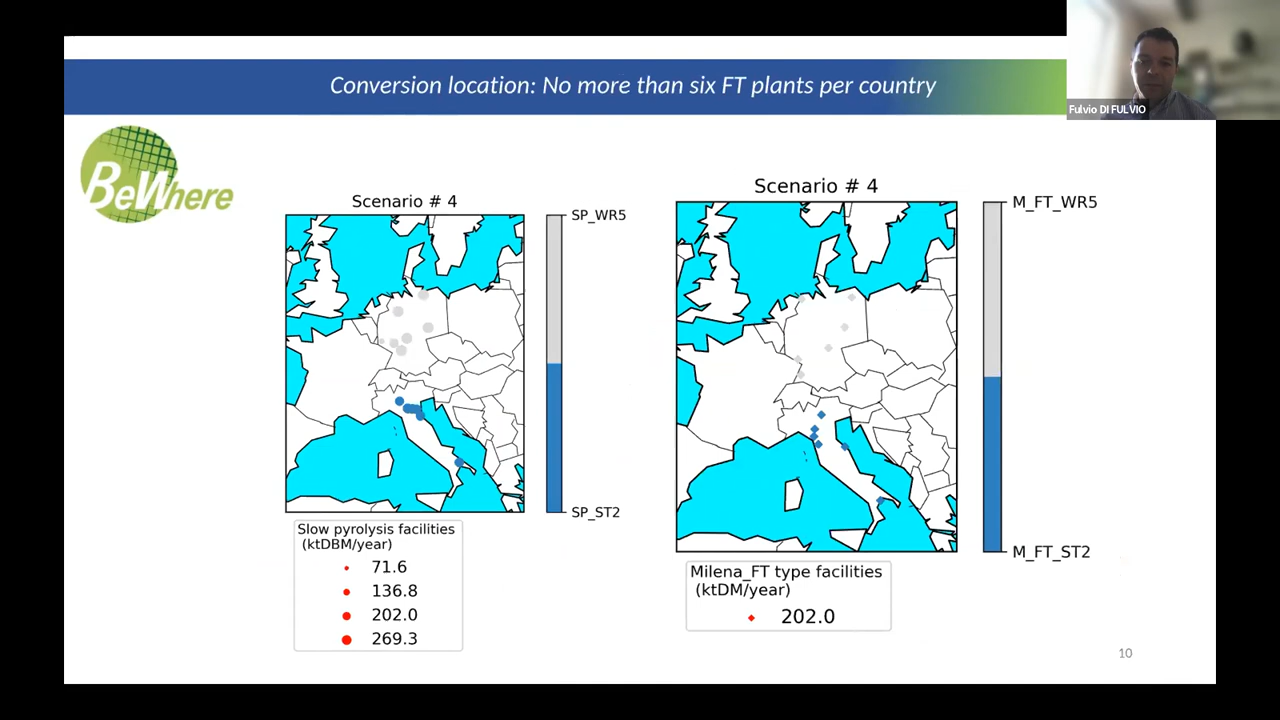 Conversion location: No more than six FT plants per country
Fulvio DI FULVIO
BeWhere
Scenario # 4
SP_WR5
SP_ST2
Slow pyrolysis facilities
(ktDBM/year)
71.6
136.8
202.0
269.3
Scenario # 4
M_FT_WR5
M_FT_ST2
Milena_FT type facilities
(ktDM/year)
202.0
10